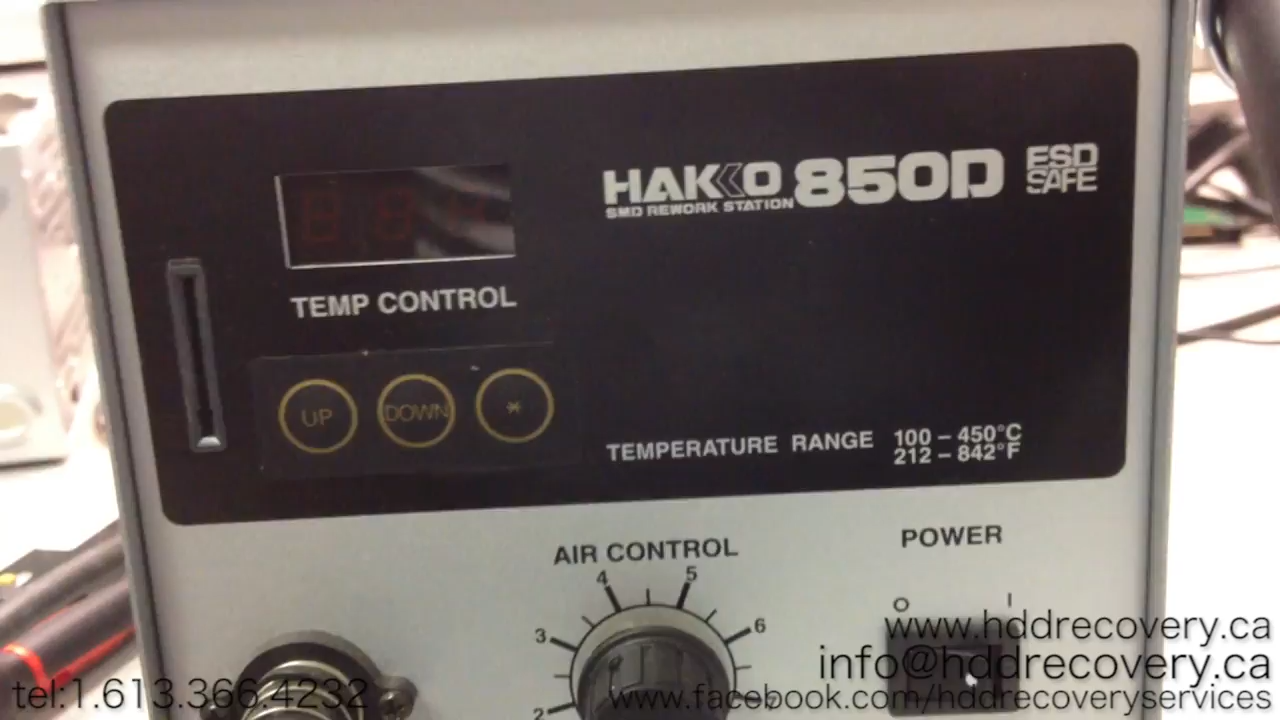 HAKKO 850D ESD SAFE
SMD REWORK STATION
TEMP CONTROL
UP DOWN *
TEMPERATURE RANGE 100 – 450°C
212 – 842°F
AIR CONTROL
POWER
2 3 4 5 6
O I
www.hddrecovery.ca
info@hddrecovery.ca
tel:1.613.366.4232
www.facebook.com/hddrecoveryservices